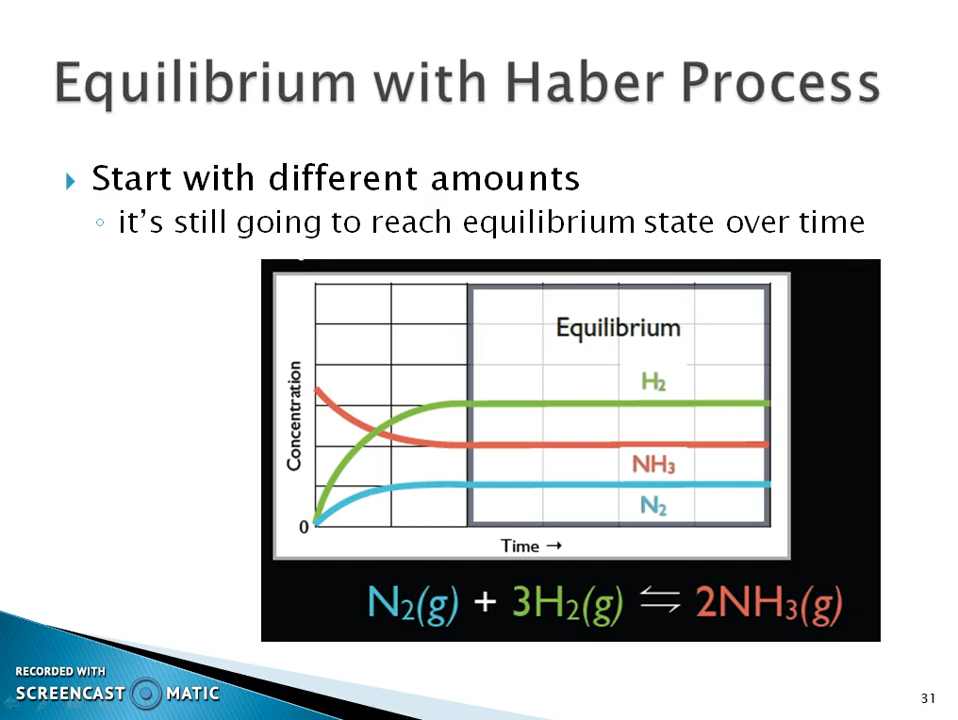 Equilibrium with Haber Process
Start with different amounts
it's still going to reach equilibrium state over time
Equilibrium
H₂
Concentration
NH₃
N₂
0
Time →
N₂(g) + 3H₂(g) ⇌ 2NH₃(g)
RECORDED WITH
SCREENCAST MATIC
31